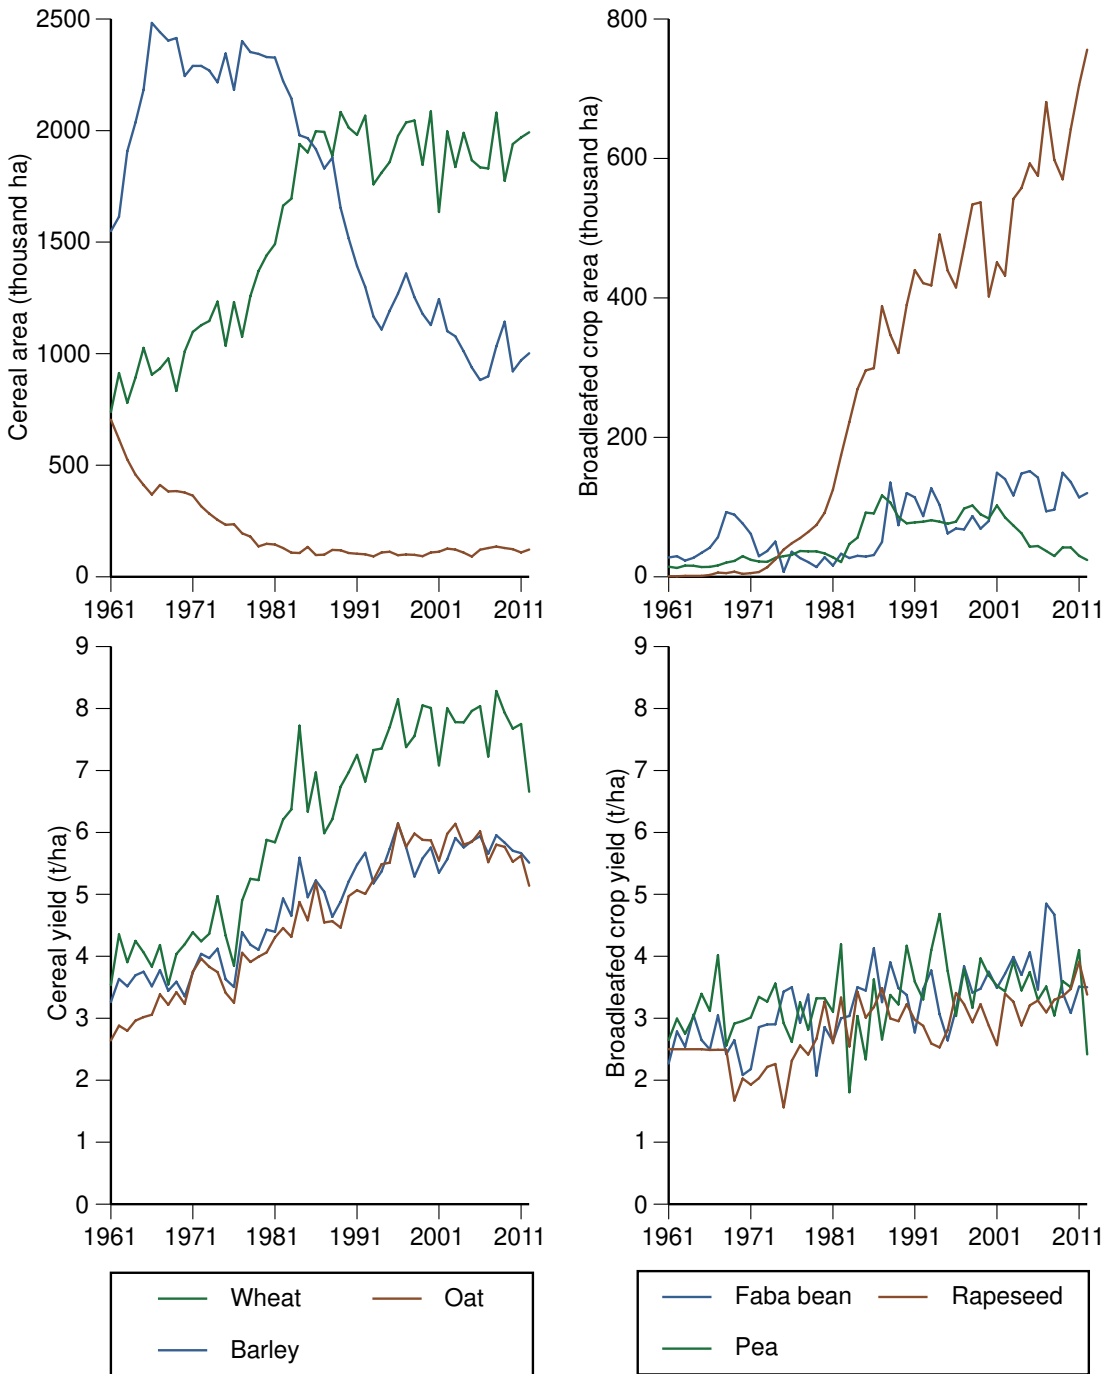 Cereal area (thousand ha)
2500
2000
1500
1000
500
0
1961 1971 1981 1991 2001 2011
Broadleafed crop area (thousand ha)
800
600
400
200
0
1961 1971 1981 1991 2001 2011
Cereal yield (t/ha)
9
8
7
6
5
4
3
2
1
0
1961 1971 1981 1991 2001 2011
Broadleafed crop yield (t/ha)
9
8
7
6
5
4
3
2
1
0
1961 1971 1981 1991 2001 2011
Wheat Oat
Barley
Faba bean Rapeseed
Pea